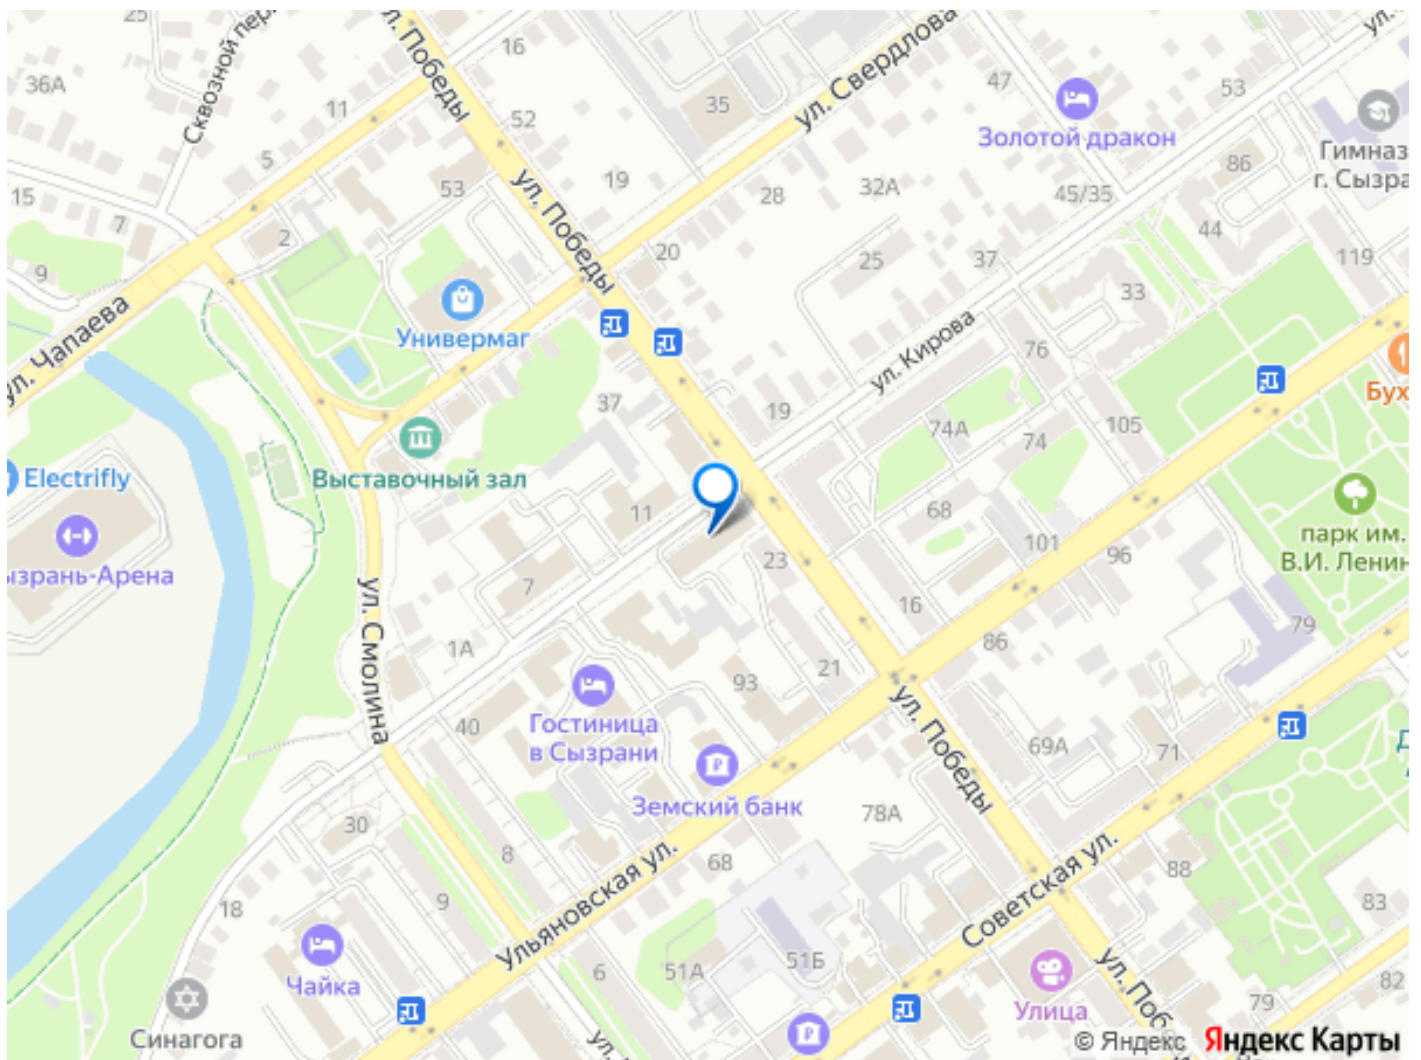 25
Сквозной пер
ул. Победы
16
36А
11
52
35
ул. Свердлова
47
53
Золотой дракон
Гимназ
г. Сызра
86
5
53
19
28
32А
45/35
15
7
2
ул. Победы
20
25
37
44
119
9
33
ул. Чапаева
Универмаг
ул. Кирова
76
Бух
37
19
74А
74
105
Выставочный зал
Electrifly
11
68
парк им.
В.И. Ленин
101
96
ызрань-Арена
7
23
16
79
ул. Смолина
1А
86
21
93
40
Гостиница
в Сызрани
ул. Победы
69А
71
Земский банк
78А
30
8
68
Советская ул.
88
Ульяновская ул.
18
9
83
6
51А
51Б
82
Чайка
Улица
79
ул. Поб
Синагога
© Яндекс Яндекс Карты